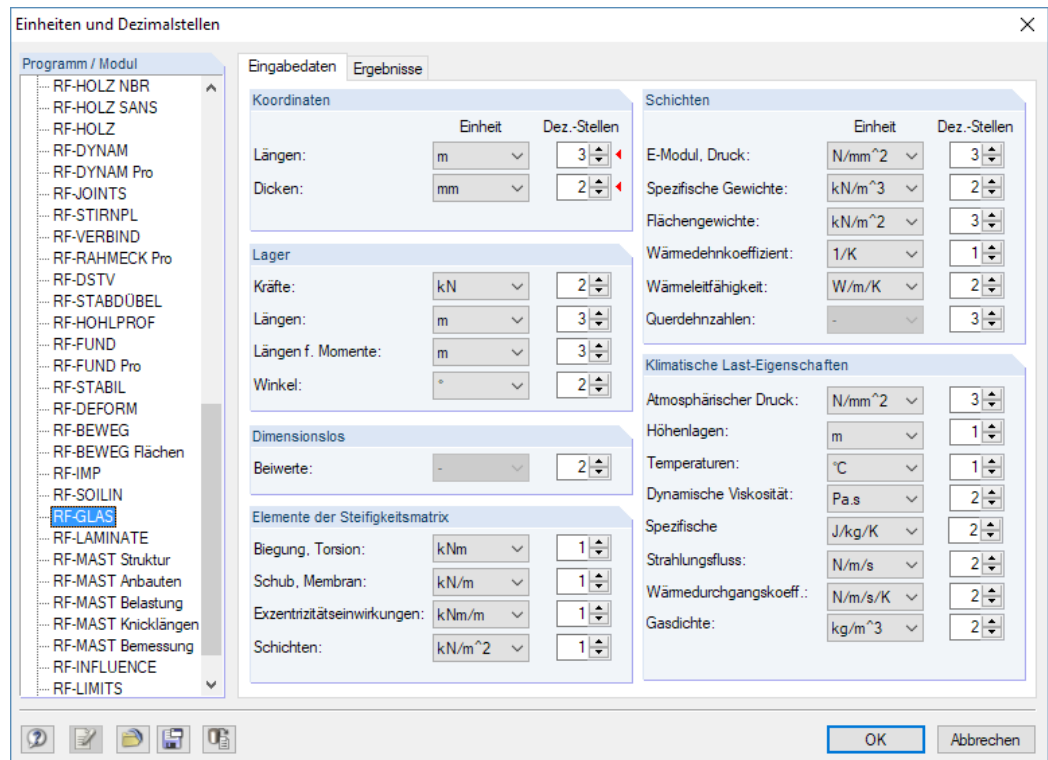 Einheiten und Dezimalstellen
Programm / Modul
RF-HOLZ NBR
RF-HOLZ SANS
RF-HOLZ
RF-DYNAM
RF-DYNAM Pro
RF-JOINTS
RF-STIRNPL
RF-VERBIND
RF-RAHMECK Pro
RF-DSTV
RF-STABDÜBEL
RF-HOHLPROF
RF-FUND
RF-FUND Pro
RF-STABIL
RF-DEFORM
RF-BEWEG
RF-BEWEG Flächen
RF-IMP
RF-SOILIN
RF-GLAS
RF-LAMINATE
RF-MAST Struktur
RF-MAST Anbauten
RF-MAST Belastung
RF-MAST Knicklängen
RF-MAST Bemessung
RF-INFLUENCE
RF-LIMITS
Eingabedaten Ergebnisse
Koordinaten
Einheit Dez.-Stellen
Längen: m 3
Dicken: mm 2
Lager
Kräfte: kN 2
Längen: m 3
Längen f. Momente: m 3
Winkel: ° 2
Dimensionslos
Beiwerte: - 2
Elemente der Steifigkeitsmatrix
Biegung, Torsion: kNm 1
Schub, Membran: kN/m 1
Exzentrizitätseinwirkungen: kNm/m 1
Schichten: kN/m^2 1
Schichten
Einheit Dez.-Stellen
E-Modul, Druck: N/mm^2 3
Spezifische Gewichte: kN/m^3 2
Flächengewichte: kN/m^2 3
Wärmedehnkoeffizient: 1/K 1
Wärmeleitfähigkeit: W/m/K 2
Querdehnzahlen: - 3
Klimatische Last-Eigenschaften
Atmosphärischer Druck: N/mm^2 3
Höhenlagen: m 1
Temperaturen: °C 1
Dynamische Viskosität: Pa.s 2
Spezifische J/kg/K 2
Strahlungsfluss: N/m/s 2
Wärmedurchgangskoeff.: N/m/s/K 2
Gasdichte: kg/m^3 2
OK Abbrechen